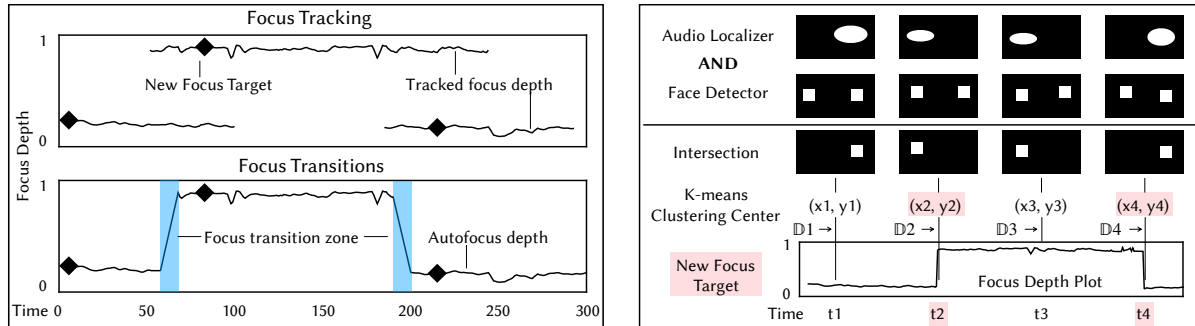 Focus Tracking
1
New Focus Target
Tracked focus depth
0
Focus Depth
Focus Transitions
1
Focus transition zone
Autofocus depth
0
Time 0 50 100 150 200 250 300
Audio Localizer
AND
Face Detector
Intersection
K-means
Clustering Center
(x1, y1) (x2, y2) (x3, y3) (x4, y4)
𝔻1 → 𝔻2 → 𝔻3 → 𝔻4 →
1
New Focus
Target
Focus Depth Plot
0
Time t1 t2 t3 t4